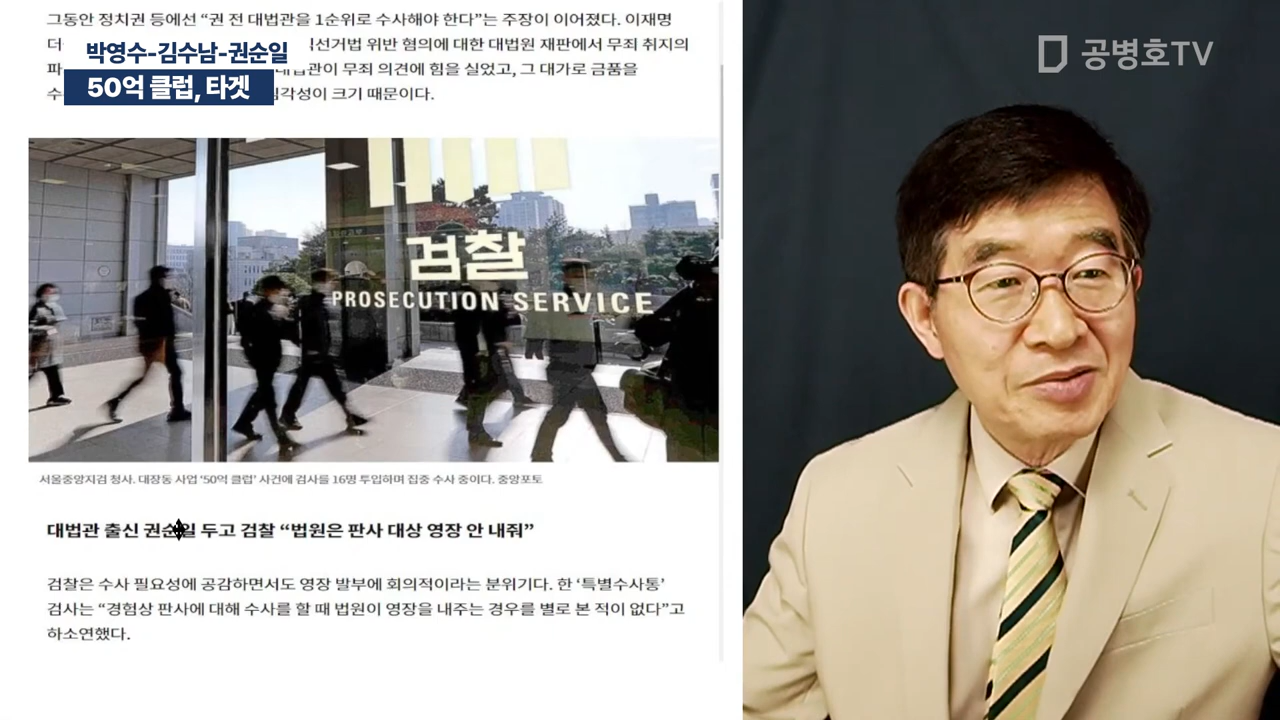 그동안 정치권 등에선 “권 전 대법관을 1순위로 수사해야 한다”는 주장이 이어졌다. 이재명
더 선거법 위반 혐의에 대한 대법원 재판에서 무죄 취지의
파 무죄 의견에 힘을 실었고, 그 대가로 금품을
수 크기 때문이다.
박영수-김수남-권순일
50억 클럽, 타겟
공병호TV
검찰
PROSECUTION SERVICE
서울중앙지검 청사. 대장동 사업 ‘50억 클럽’ 사건에 검사를 16명 투입하며 집중 수사 중이다. 중앙포토
대법관 출신 권순일 두고 검찰 “법원은 판사 대상 영장 안 내줘”
검찰은 수사 필요성에 공감하면서도 영장 발부에 회의적이라는 분위기다. 한 ‘특별수사통’
검사는 “경험상 판사에 대해 수사를 할 때 법원이 영장을 내주는 경우를 별로 본 적이 없다”고
하소연했다.